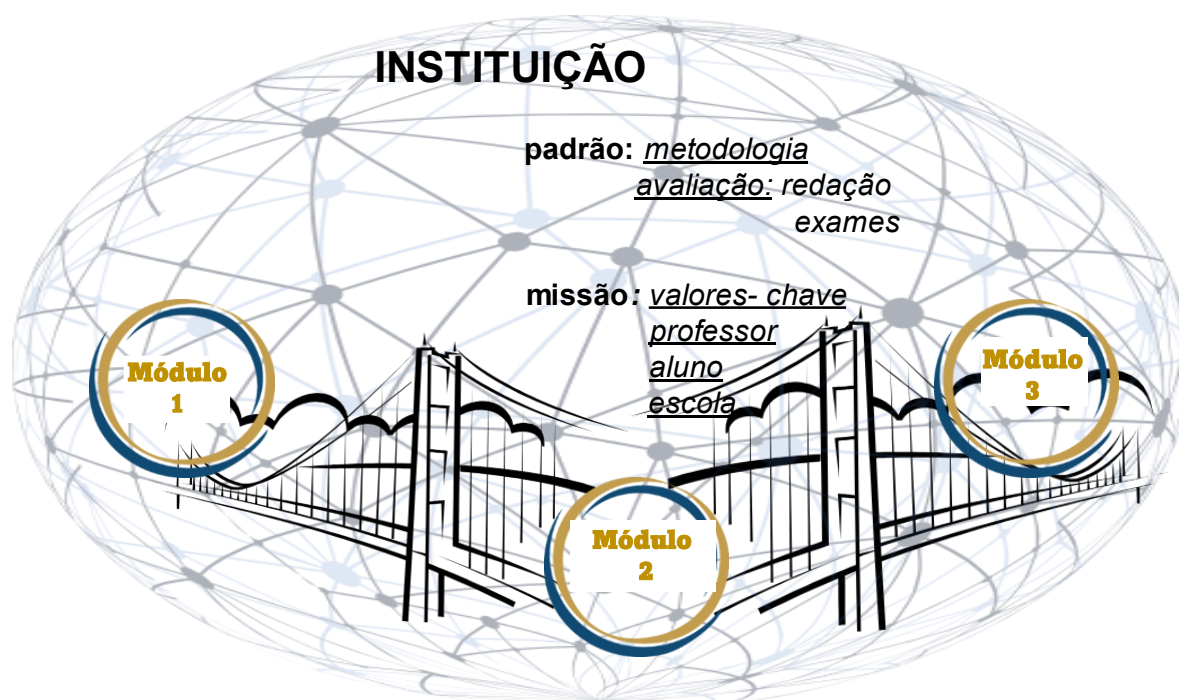 INSTITUIÇÃO
padrão: metodologia
avaliação: redação
exames
missão: valores- chave
professor
aluno
escola
Módulo
1
Módulo
2
Módulo
3